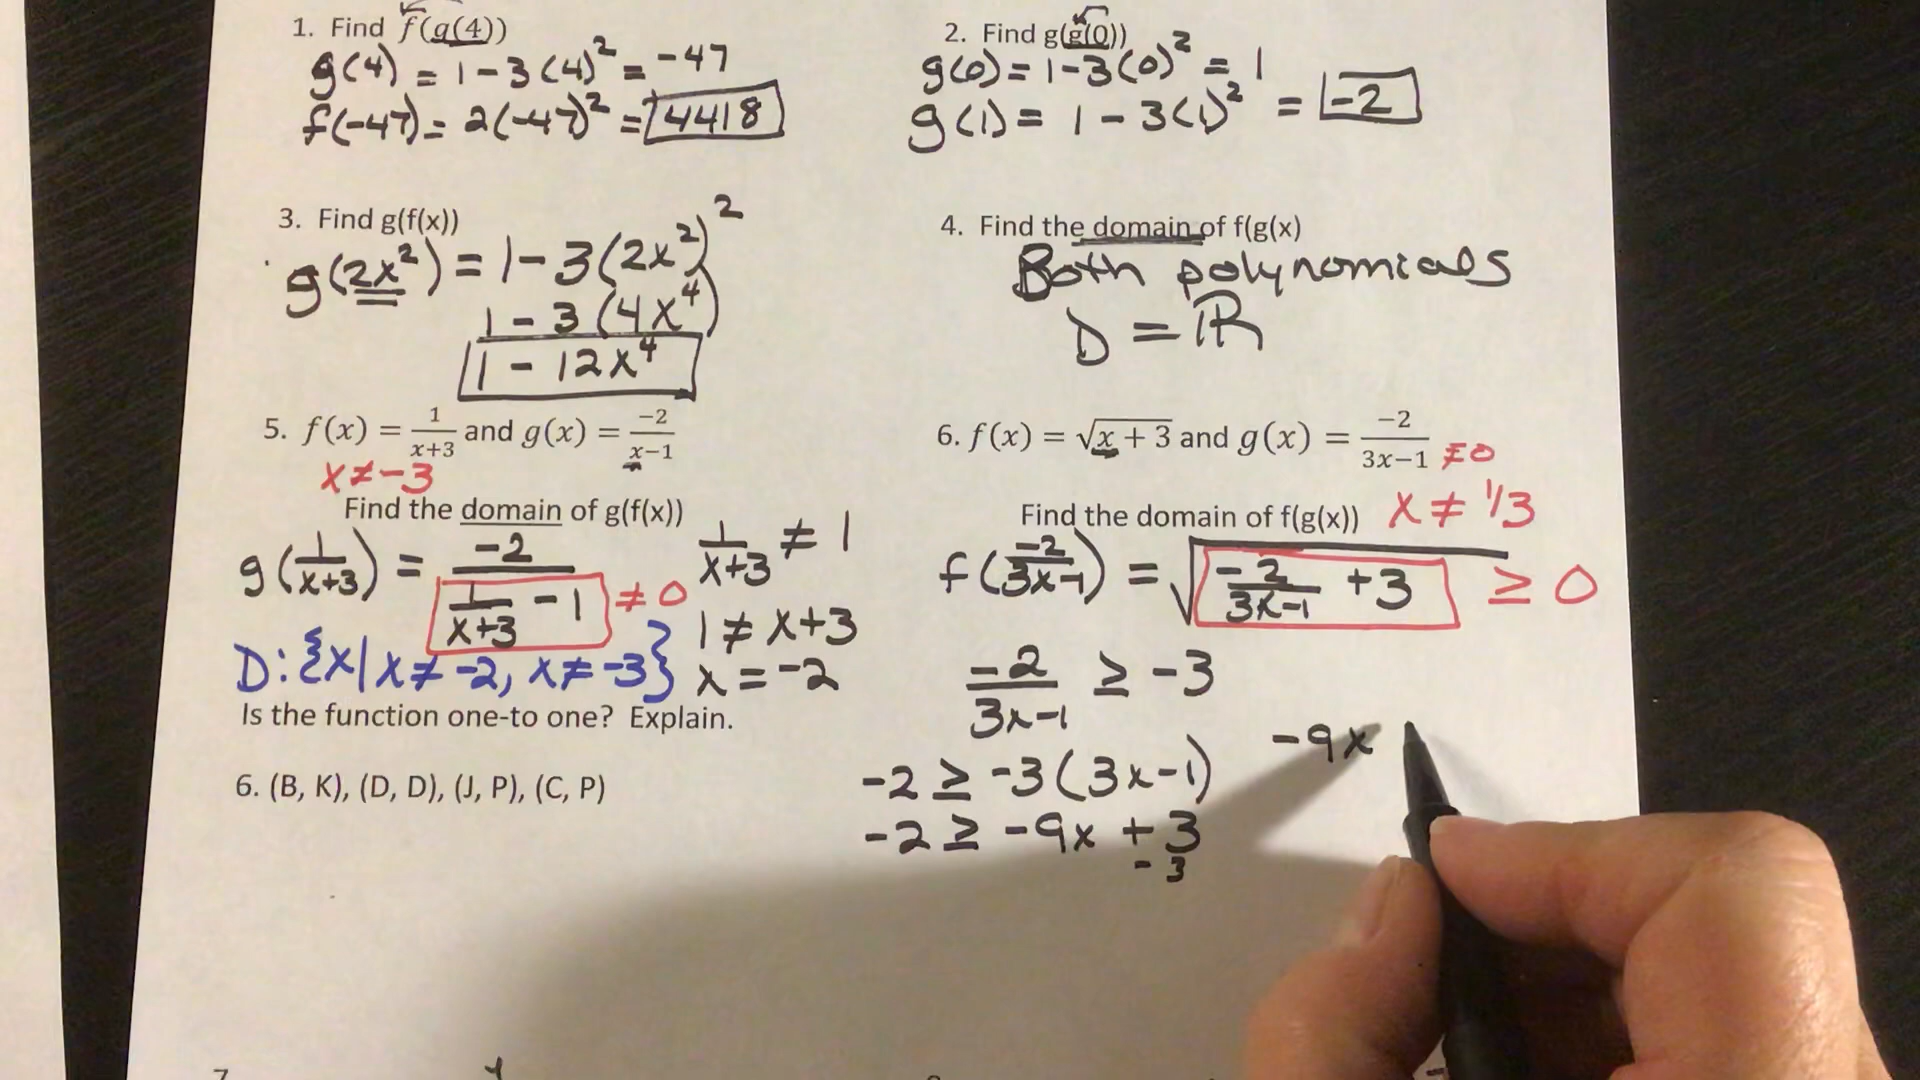 1. Find f(g(4))
g(4) = 1 - 3(4)² = -47
f(-47) = 2(-47)² = 4418
2. Find g(g(0))
g(0) = 1-3(0)² = 1
g(1) = 1 - 3(1)² = -2
3. Find g(f(x))
g(2x²) = 1-3(2x²)²
1 - 3(4x⁴)
1 - 12x⁴
4. Find the domain of f(g(x)
Both polynomials
D = ℝ
5. f(x) = 1/(x+3) and g(x) = -2/(x-1)
x ≠ -3
Find the domain of g(f(x))
g(1/(x+3)) = -2/(1/(x+3) - 1) ≠ 0
1/(x+3) ≠ 1
1 ≠ x+3
x = -2
D: {x| x ≠ -2, x ≠ -3}
Is the function one-to one? Explain.
6. (B, K), (D, D), (J, P), (C, P)
6. f(x) = √(x + 3) and g(x) = -2/(3x-1) ≠ 0
x ≠ 1/3
Find the domain of f(g(x))
f(-2/(3x-1)) = √(-2/(3x-1) + 3) ≥ 0
-2/(3x-1) ≥ -3
-2 ≥ -3(3x-1)
-2 ≥ -9x + 3
- 3
-9x